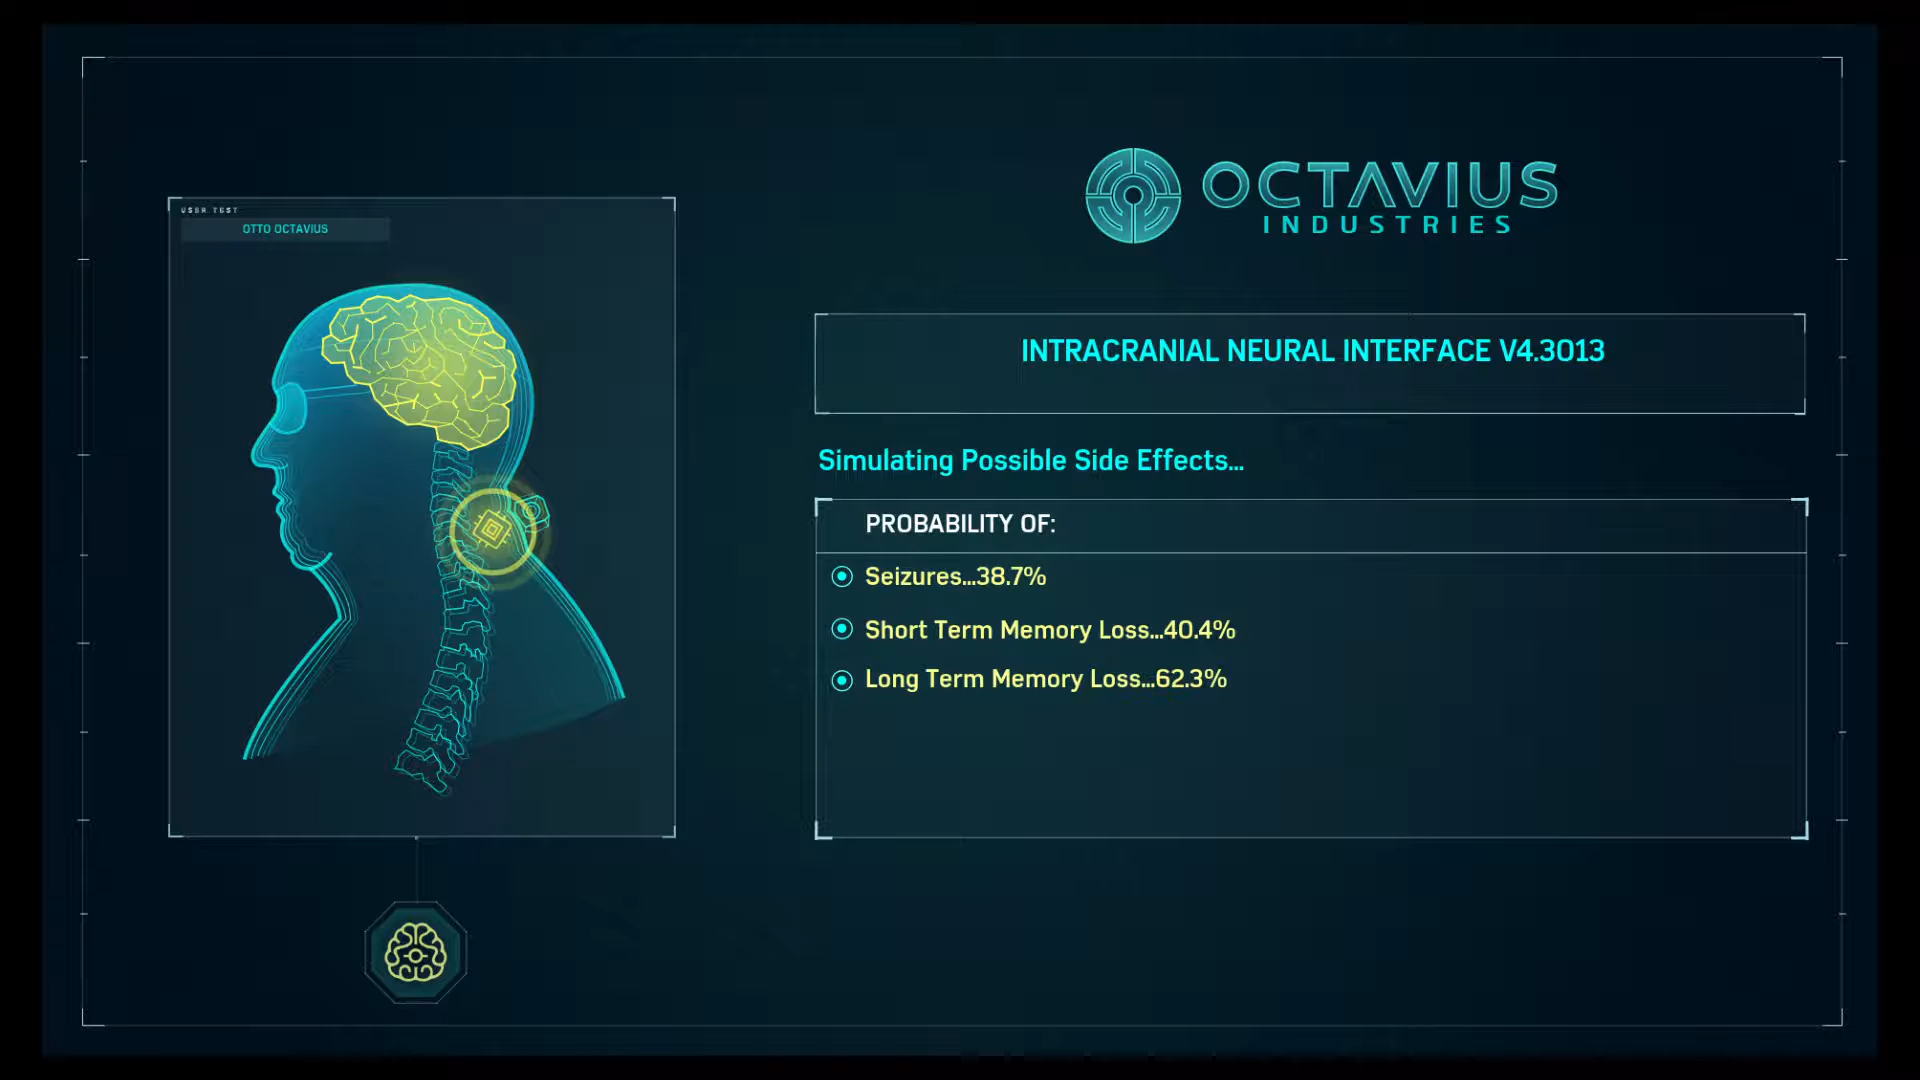 USER TEST
OTTO OCTAVIUS
OCTAVIUS
INDUSTRIES
INTRACRANIAL NEURAL INTERFACE V4.3013
Simulating Possible Side Effects...
PROBABILITY OF:
Seizures...38.7%
Short Term Memory Loss...40.4%
Long Term Memory Loss...62.3%